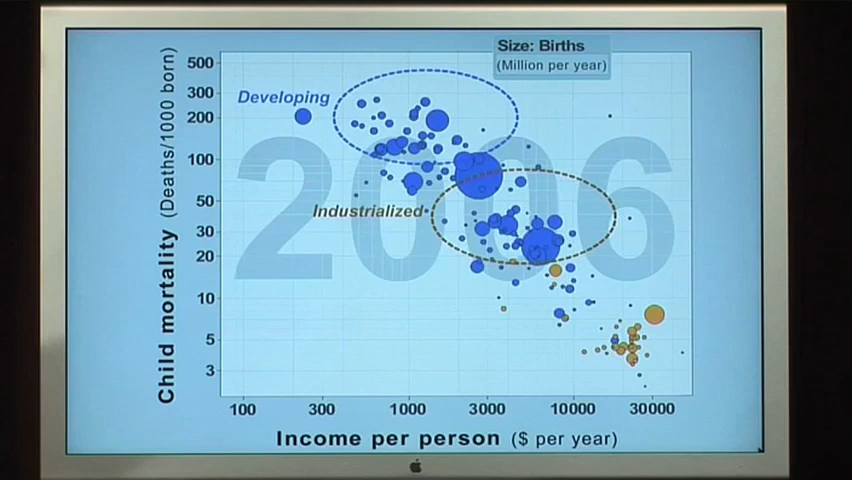 Size: Births
(Million per year)
500
300
200
100
50
30
20
10
5
3
Child mortality (Deaths/1000 born)
Developing
Industrialized
2006
100
300
1000
3000
10000
30000
Income per person ($ per year)